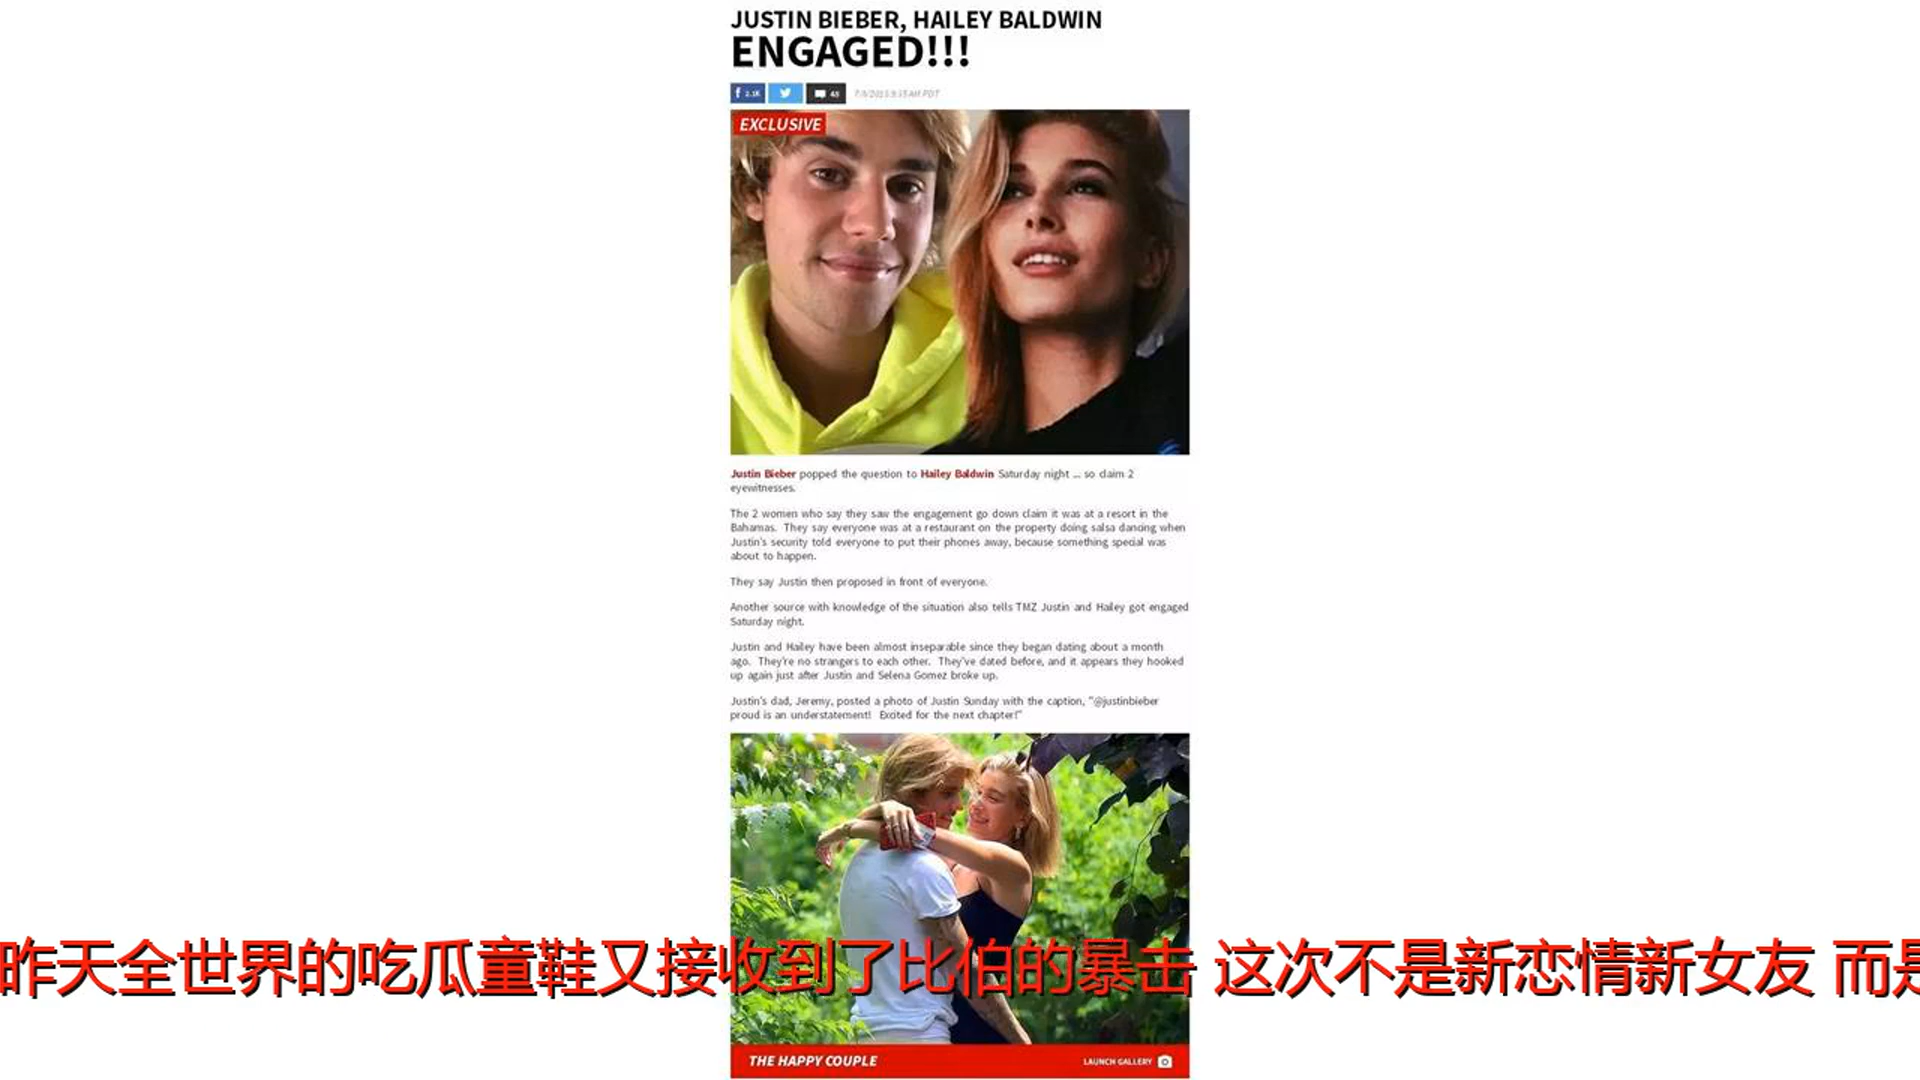 JUSTIN BIEBER, HAILEY BALDWIN
ENGAGED!!!
2.1K
EXCLUSIVE
Justin Bieber popped the question to Hailey Baldwin Saturday night ... so claim 2
eyewitnesses.
The 2 women who say they saw the engagement go down claim it was at a resort in the
Bahamas. They say everyone was at a restaurant on the property doing salsa dancing when
Justin's security told everyone to put their phones away, because something special was
about to happen.
They say Justin then proposed in front of everyone.
Another source with knowledge of the situation also tells TMZ Justin and Hailey got engaged
Saturday night.
Justin and Hailey have been almost inseparable since they began dating about a month
ago. They're no strangers to each other. They've dated before, and it appears they hooked
up again just after Justin and Selena Gomez broke up.
Justin's dad, Jeremy, posted a photo of Justin Sunday with the caption, "@justinbieber
proud is an understatement! Excited for the next chapter!"
昨天全世界的吃瓜童鞋又接收到了比伯的暴击 这次不是新恋情新女友 而是
THE HAPPY COUPLE
LAUNCH GALLERY